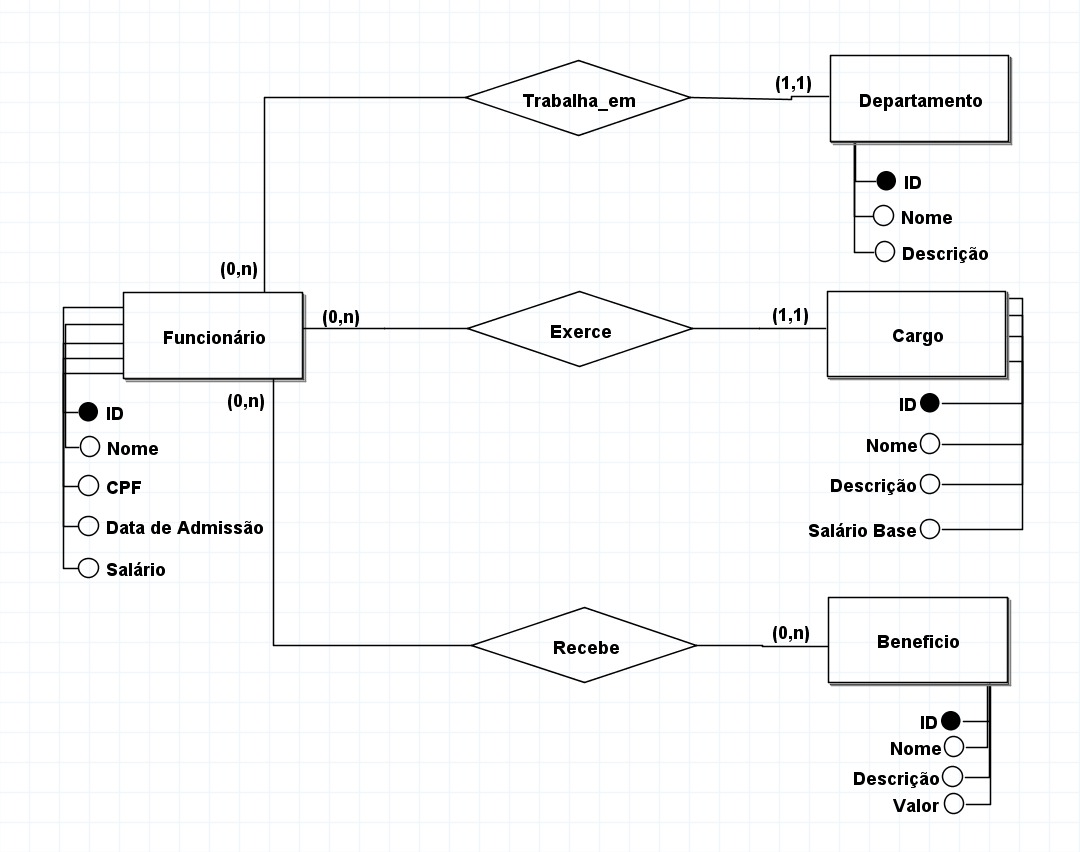 Trabalha_em
(1,1)
Departamento
ID
Nome
Descrição
(0,n)
Funcionário
(0,n)
Exerce
(1,1)
Cargo
(0,n)
ID
Nome
CPF
Data de Admissão
Salário
ID
Nome
Descrição
Salário Base
Recebe
(0,n)
Beneficio
ID
Nome
Descrição
Valor